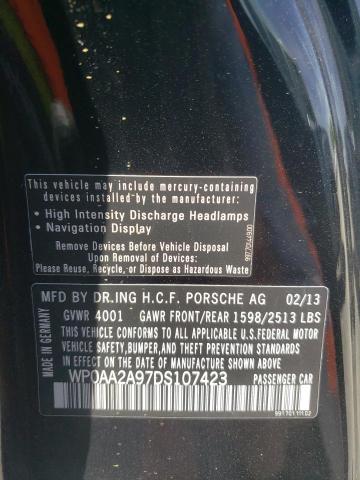 This vehicle may include mercury-containing
devices installed by the manufacturer:
• High Intensity Discharge Headlamps
• Navigation Display
Remove Devices Before Vehicle Disposal
Upon Removal of Devices:
Please Reuse, Recycle, or Dispose as Hazardous Waste
MFD. BY DR.ING H.C.F. PORSCHE AG 02/13
GVWR 4001 GAWR FRONT/REAR 1598/2513 LBS
THIS VEHICLE CONFORMS TO ALL APPLICABLE
U.S.FEDERAL MOTOR
VEHICLE SAFETY,BUMPER,AND THEFT PREVENTION
STANDARDS IN EFFECT ON THE DATE OF
MANUFACTURE SHOWN ABOVE.
WP0AA2A97DS107423 PASSENGER CAR
MADE IN GERMANY